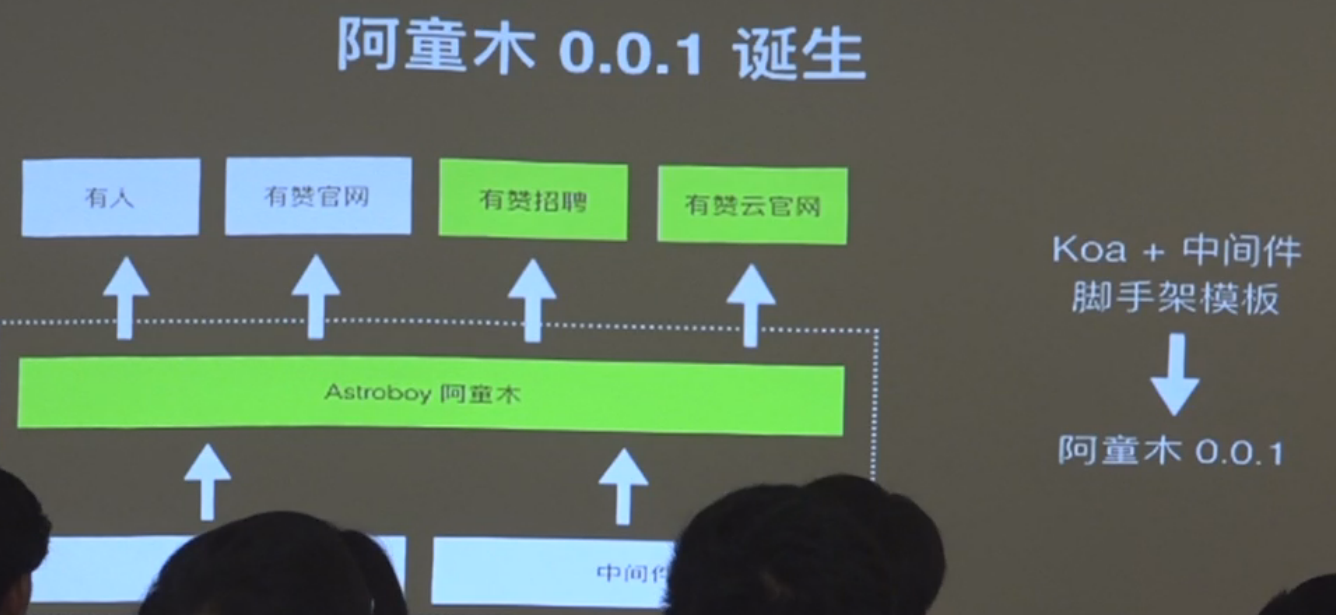 阿童木 0.0.1 诞生
有人
有赞官网
有赞招聘
有赞云官网
Koa + 中间件
脚手架模板
Astroboy 阿童木
阿童木 0.0.1
中间件